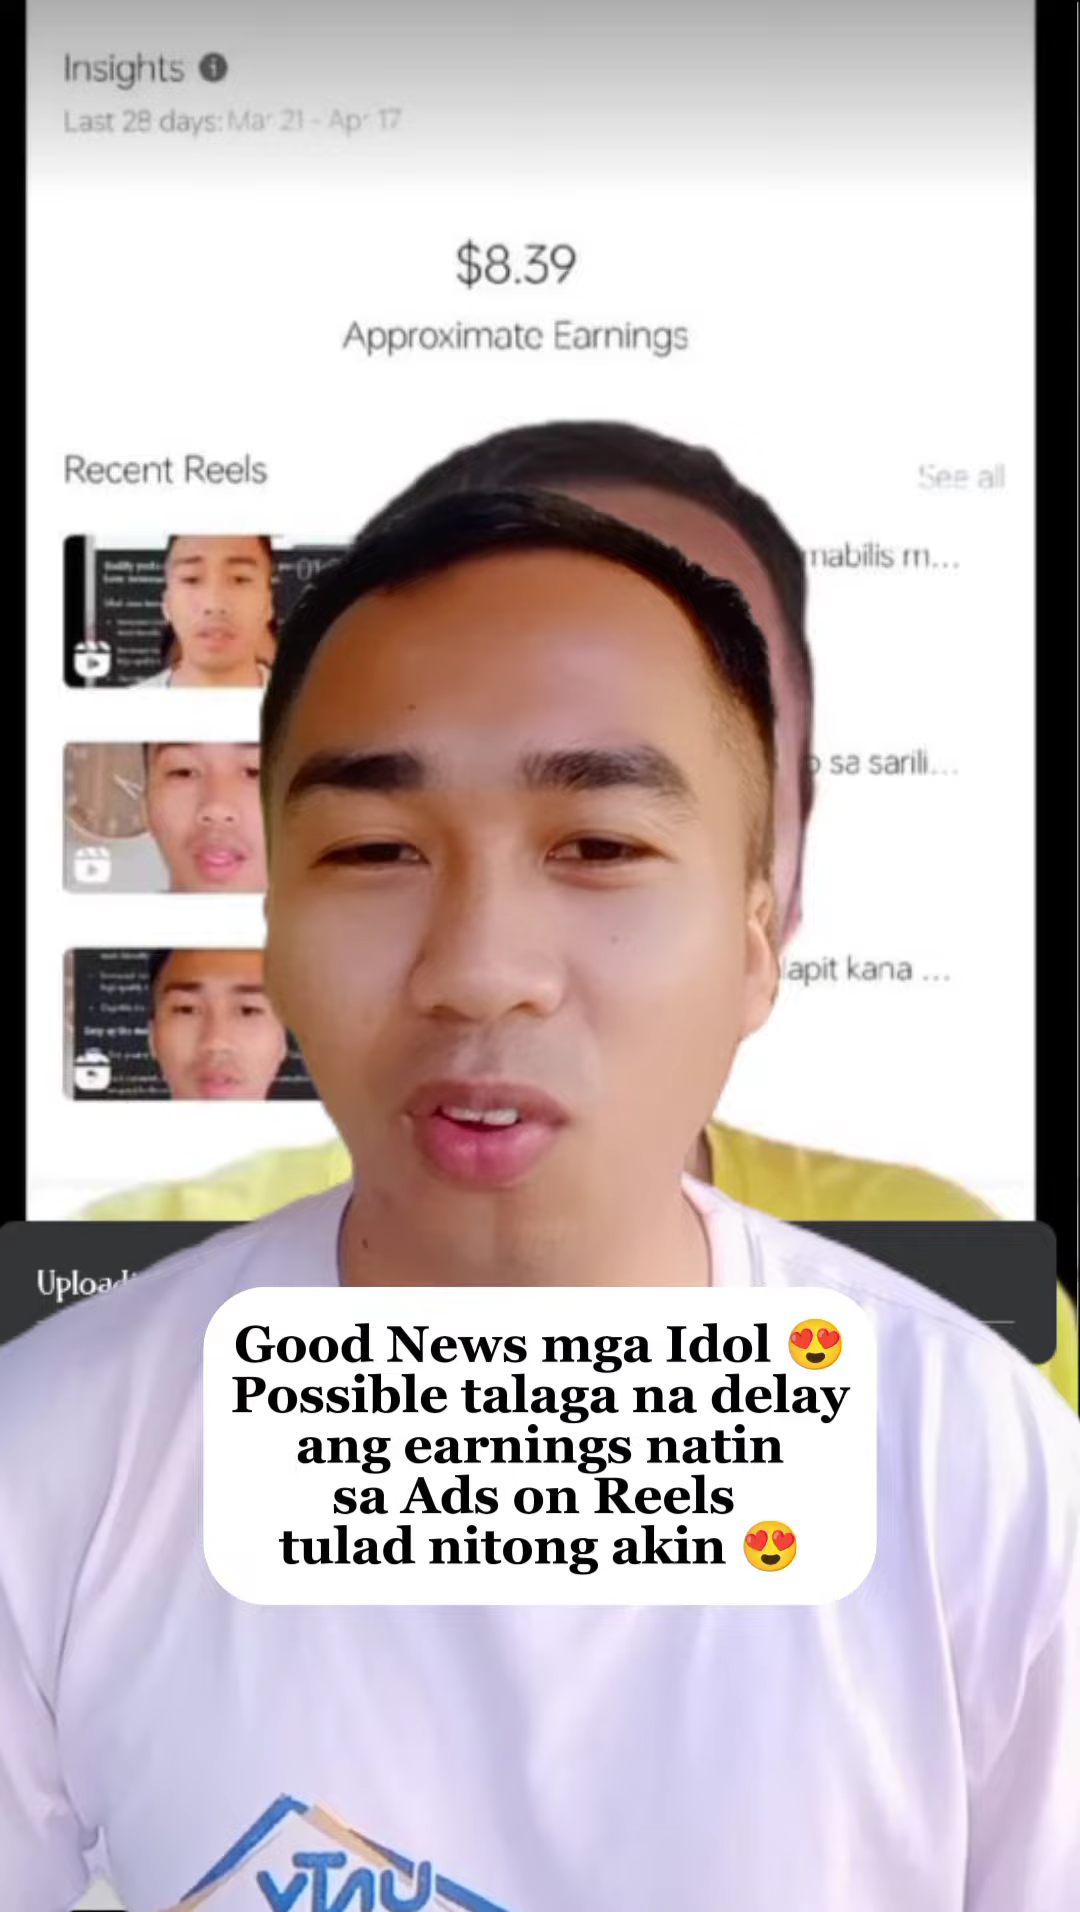 Insights
Last 28 days: Mar 21 - Apr 17
$8.39
Approximate Earnings
Recent Reels
See all
mabilis m...
sa sarili...
lapit kana ...
Good News mga Idol 😍
Possible talaga na delay
ang earnings natin
sa Ads on Reels
tulad nitong akin 😍